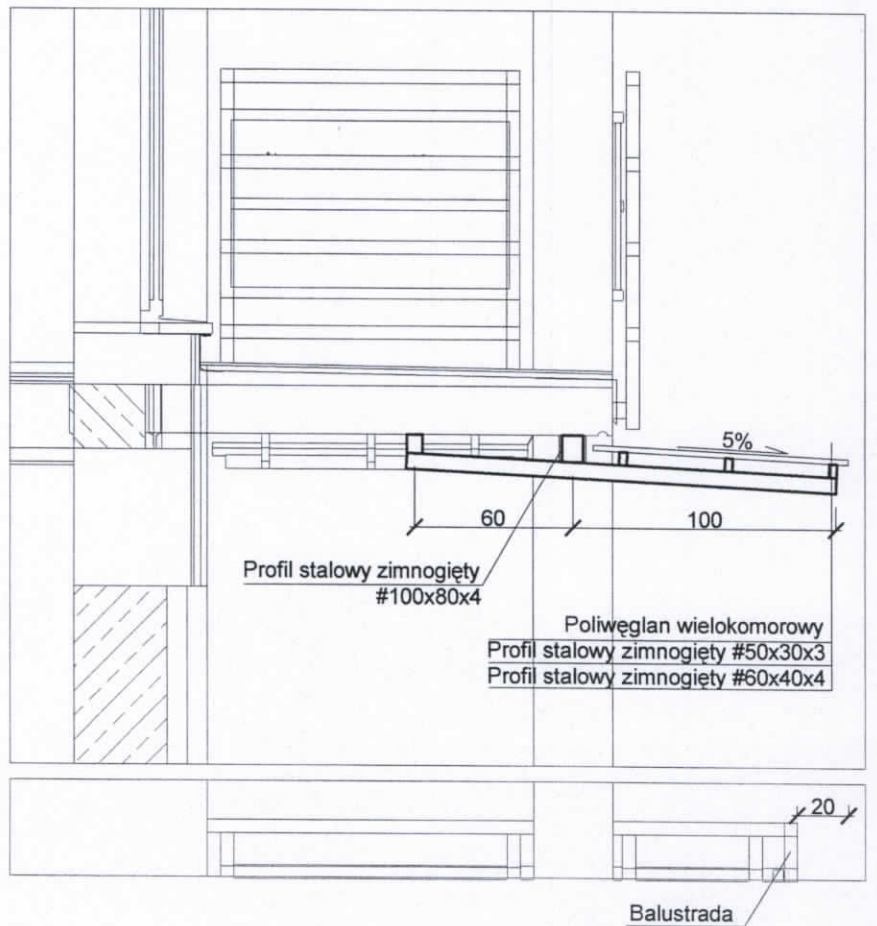 5%
60
100
Profil stalowy zimnogięty
#100x80x4
Poliwęglan wielokomorowy
Profil stalowy zimnogięty #50x30x3
Profil stalowy zimnogięty #60x40x4
20
Balustrada